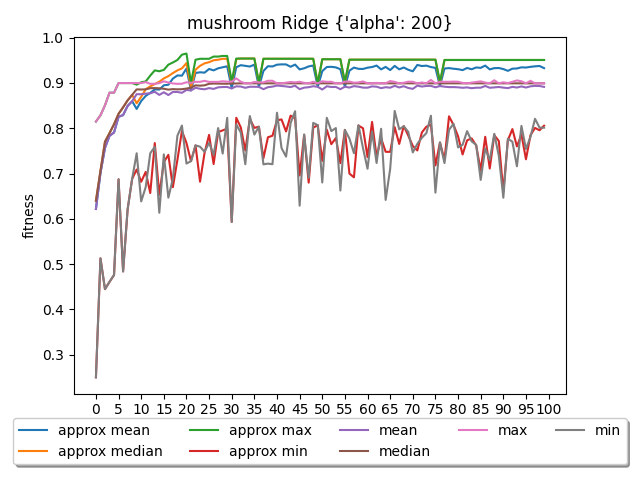 mushroom Ridge {'alpha': 200}
1.0
0.9
0.8
0.7
0.6
0.5
0.4
0.3
fitness
0 5 10 15 20 25 30 35 40 45 50 55 60 65 70 75 80 85 90 95 100
approx mean approx max mean max min
approx median approx min median